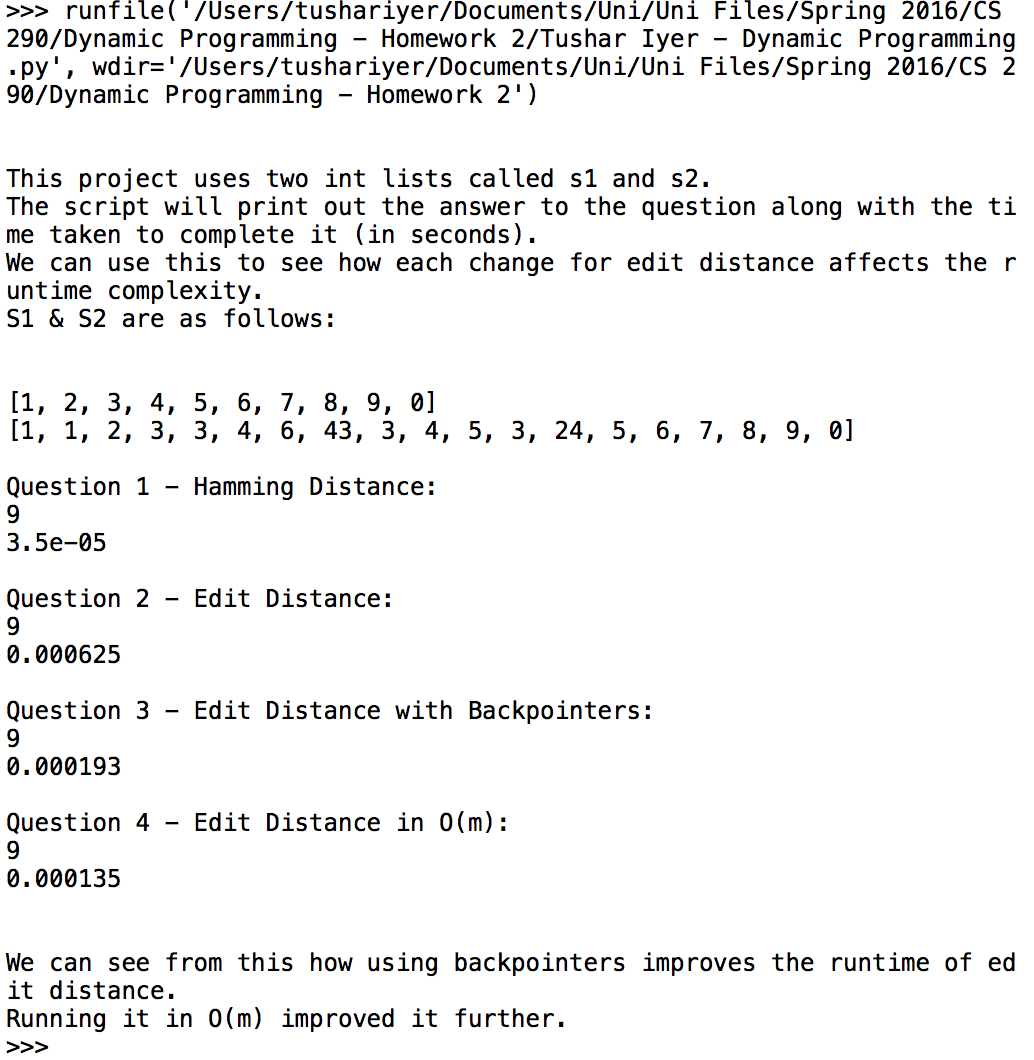 >>> runfile('/Users/tushariyer/Documents/Uni/Uni Files/Spring 2016/CS 
290/Dynamic Programming – Homework 2/Tushar Iyer – Dynamic Programming
.py', wdir='/Users/tushariyer/Documents/Uni/Uni Files/Spring 2016/CS 2
90/Dynamic Programming – Homework 2')
This project uses two int lists called s1 and s2.
The script will print out the answer to the question along with the ti
me taken to complete it (in seconds).
We can use this to see how each change for edit distance affects the r
untime complexity.
S1 & S2 are as follows:
[1, 2, 3, 4, 5, 6, 7, 8, 9, 0]
[1, 1, 2, 3, 3, 4, 6, 43, 3, 4, 5, 3, 24, 5, 6, 7, 8, 9, 0]
Question 1 – Hamming Distance:
9
3.5e–05
Question 2 – Edit Distance:
9
0.000625
Question 3 – Edit Distance with Backpointers:
9
0.000193
Question 4 – Edit Distance in O(m):
9
0.000135
We can see from this how using backpointers improves the runtime of ed
it distance.
Running it in O(m) improved it further.
>>>